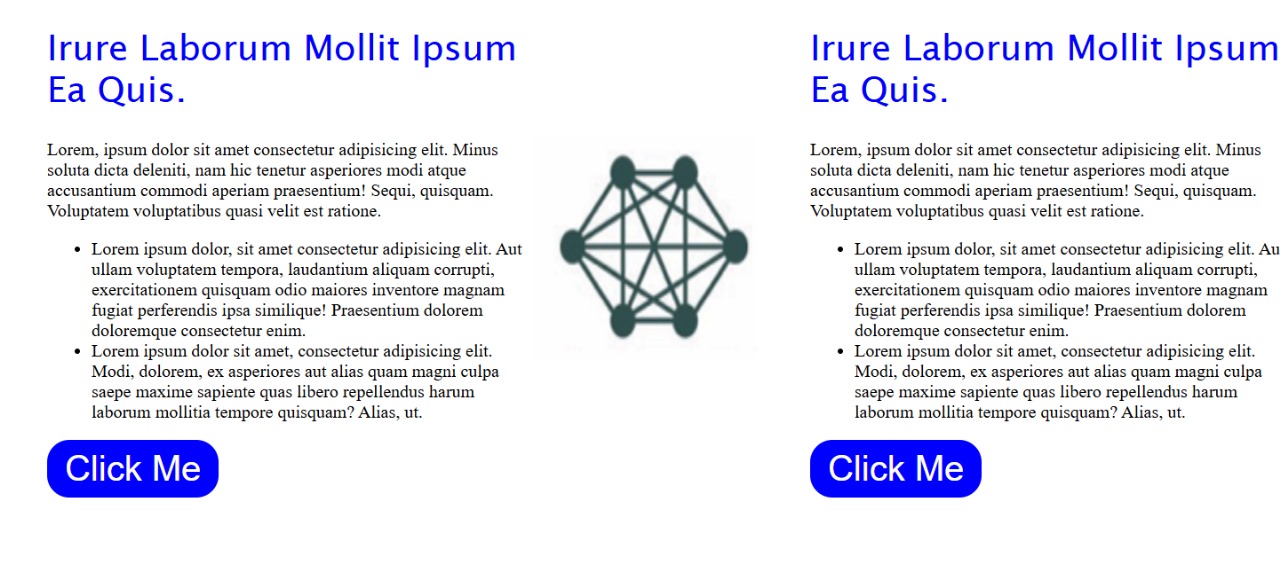 Irure Laborum Mollit Ipsum
Ea Quis.
Lorem, ipsum dolor sit amet consectetur adipisicing elit. Minus
soluta dicta deleniti, nam hic tenetur asperiores modi atque
accusantium commodi aperiam praesentium! Sequi, quisquam.
Voluptatem voluptatibus quasi velit est ratione.
• Lorem ipsum dolor, sit amet consectetur adipisicing elit. Aut
ullam voluptatem tempora, laudantium aliquam corrupti,
exercitationem quisquam odio maiores inventore magnam
fugiat perferendis ipsa similique! Praesentium dolorem
doloremque consectetur enim.
• Lorem ipsum dolor sit amet, consectetur adipisicing elit.
Modi, dolorem, ex asperiores aut alias quam magni culpa
saepe maxime sapiente quas libero repellendus harum
laborum mollitia tempore quisquam? Alias, ut.
Click Me
Irure Laborum Mollit Ipsum
Ea Quis.
Lorem, ipsum dolor sit amet consectetur adipisicing elit. Minus
soluta dicta deleniti, nam hic tenetur asperiores modi atque
accusantium commodi aperiam praesentium! Sequi, quisquam.
Voluptatem voluptatibus quasi velit est ratione.
• Lorem ipsum dolor, sit amet consectetur adipisicing elit. Au
ullam voluptatem tempora, laudantium aliquam corrupti,
exercitationem quisquam odio maiores inventore magnam
fugiat perferendis ipsa similique! Praesentium dolorem
doloremque consectetur enim.
• Lorem ipsum dolor sit amet, consectetur adipisicing elit.
Modi, dolorem, ex asperiores aut alias quam magni culpa
saepe maxime sapiente quas libero repellendus harum
laborum mollitia tempore quisquam? Alias, ut.
Click Me